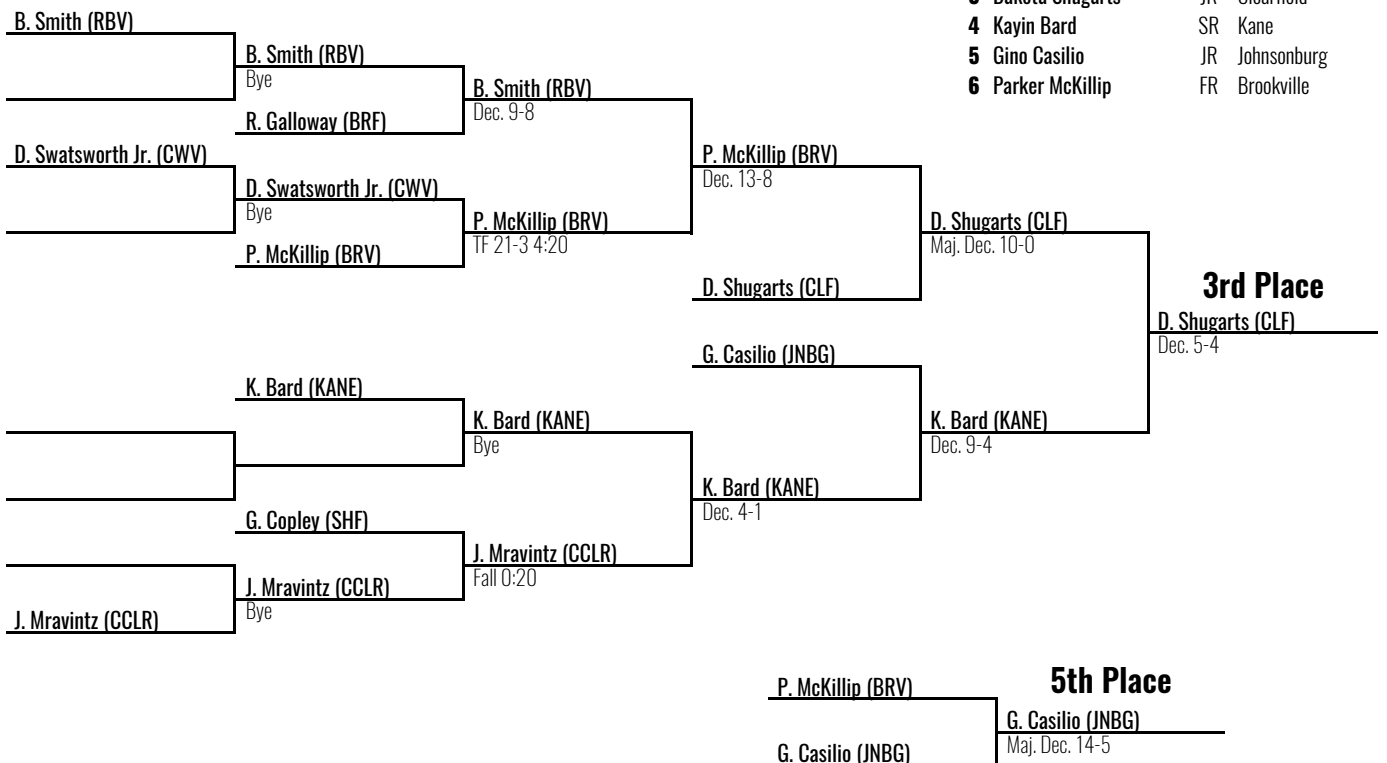 3 Dakota Shugarts JR Clearfield
4 Kayin Bard SR Kane
5 Gino Casilio JR Johnsonburg
6 Parker McKillip FR Brookville
B. Smith (RBV)
B. Smith (RBV)
Bye
B. Smith (RBV)
Dec. 9-8
R. Galloway (BRF)
D. Swatsworth Jr. (CWV)
P. McKillip (BRV)
Dec. 13-8
D. Swatsworth Jr. (CWV)
Bye
P. McKillip (BRV)
TF 21-3 4:20
D. Shugarts (CLF)
Maj. Dec. 10-0
P. McKillip (BRV)
D. Shugarts (CLF)
3rd Place
D. Shugarts (CLF)
Dec. 5-4
G. Casilio (JNBG)
K. Bard (KANE)
K. Bard (KANE)
Bye
K. Bard (KANE)
Dec. 9-4
K. Bard (KANE)
Dec. 4-1
G. Copley (SHF)
J. Mravintz (CCLR)
Fall 0:20
J. Mravintz (CCLR)
Bye
J. Mravintz (CCLR)
5th Place
P. McKillip (BRV)
G. Casilio (JNBG)
Maj. Dec. 14-5
G. Casilio (JNBG)